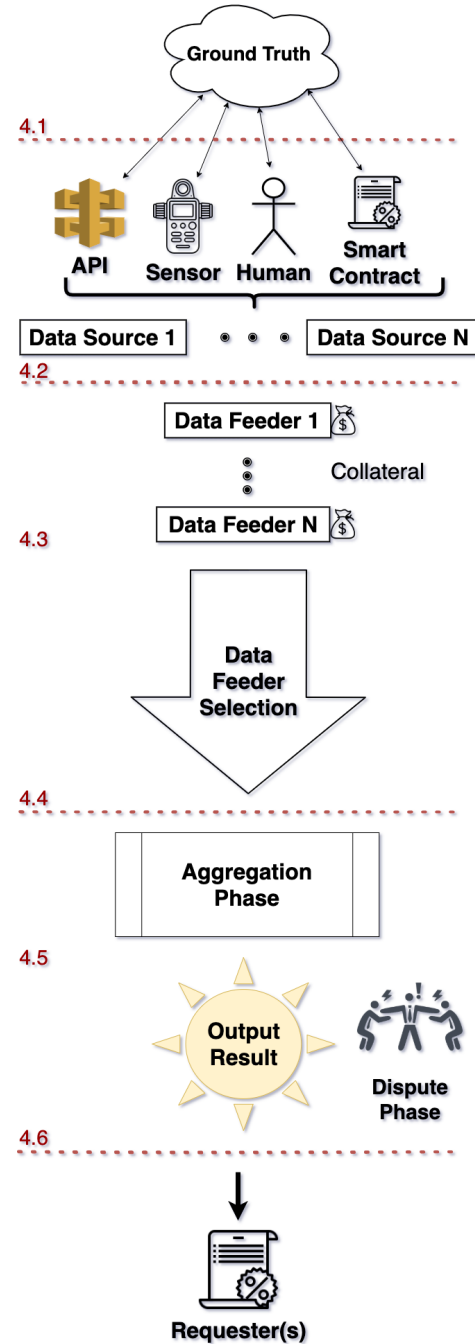 Ground Truth
4.1
API
Sensor
Human
Smart
Contract
Data Source 1
Data Source N
4.2
Data Feeder 1
$
Collateral
Data Feeder N
$
4.3
Data
Feeder
Selection
4.4
Aggregation
Phase
4.5
Output
Result
!
Dispute
Phase
4.6
Requester(s)